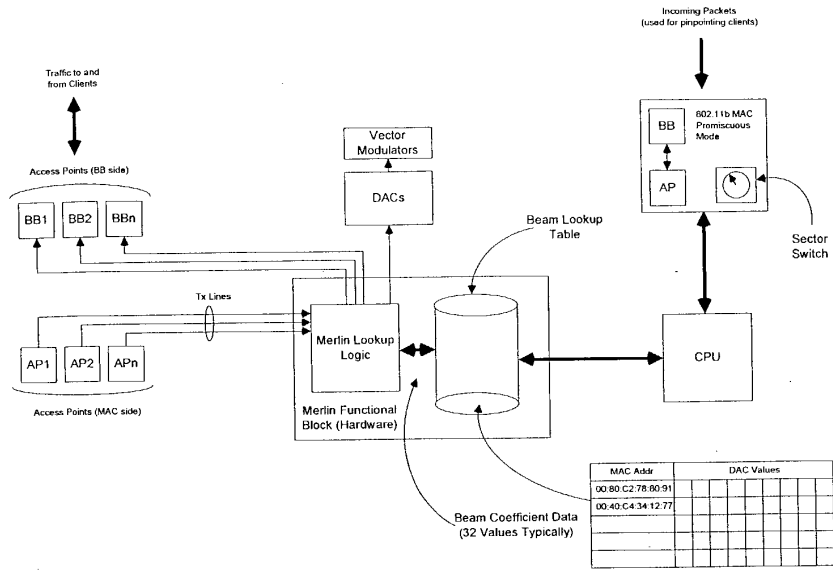 Incoming Packets
(used for pinpointing clients)
Traffic to and
from Clients
802.11b MAC
Promiscuous
Mode
BB
AP
Vector
Modulators
DACs
Access Points (BB side)
BB1
BB2
BBn
Beam Lookup
Table
Sector
Switch
Tx Lines
Merlin Lookup
Logic
CPU
AP1
AP2
APn
Access Points (MAC side)
Merlin Functional
Block (Hardware)
MAC Addr
DAC Values
00:80:C2:78:80:91
00:40:C4:34:12:77
Beam Coefficient Data
(32 Values Typically)